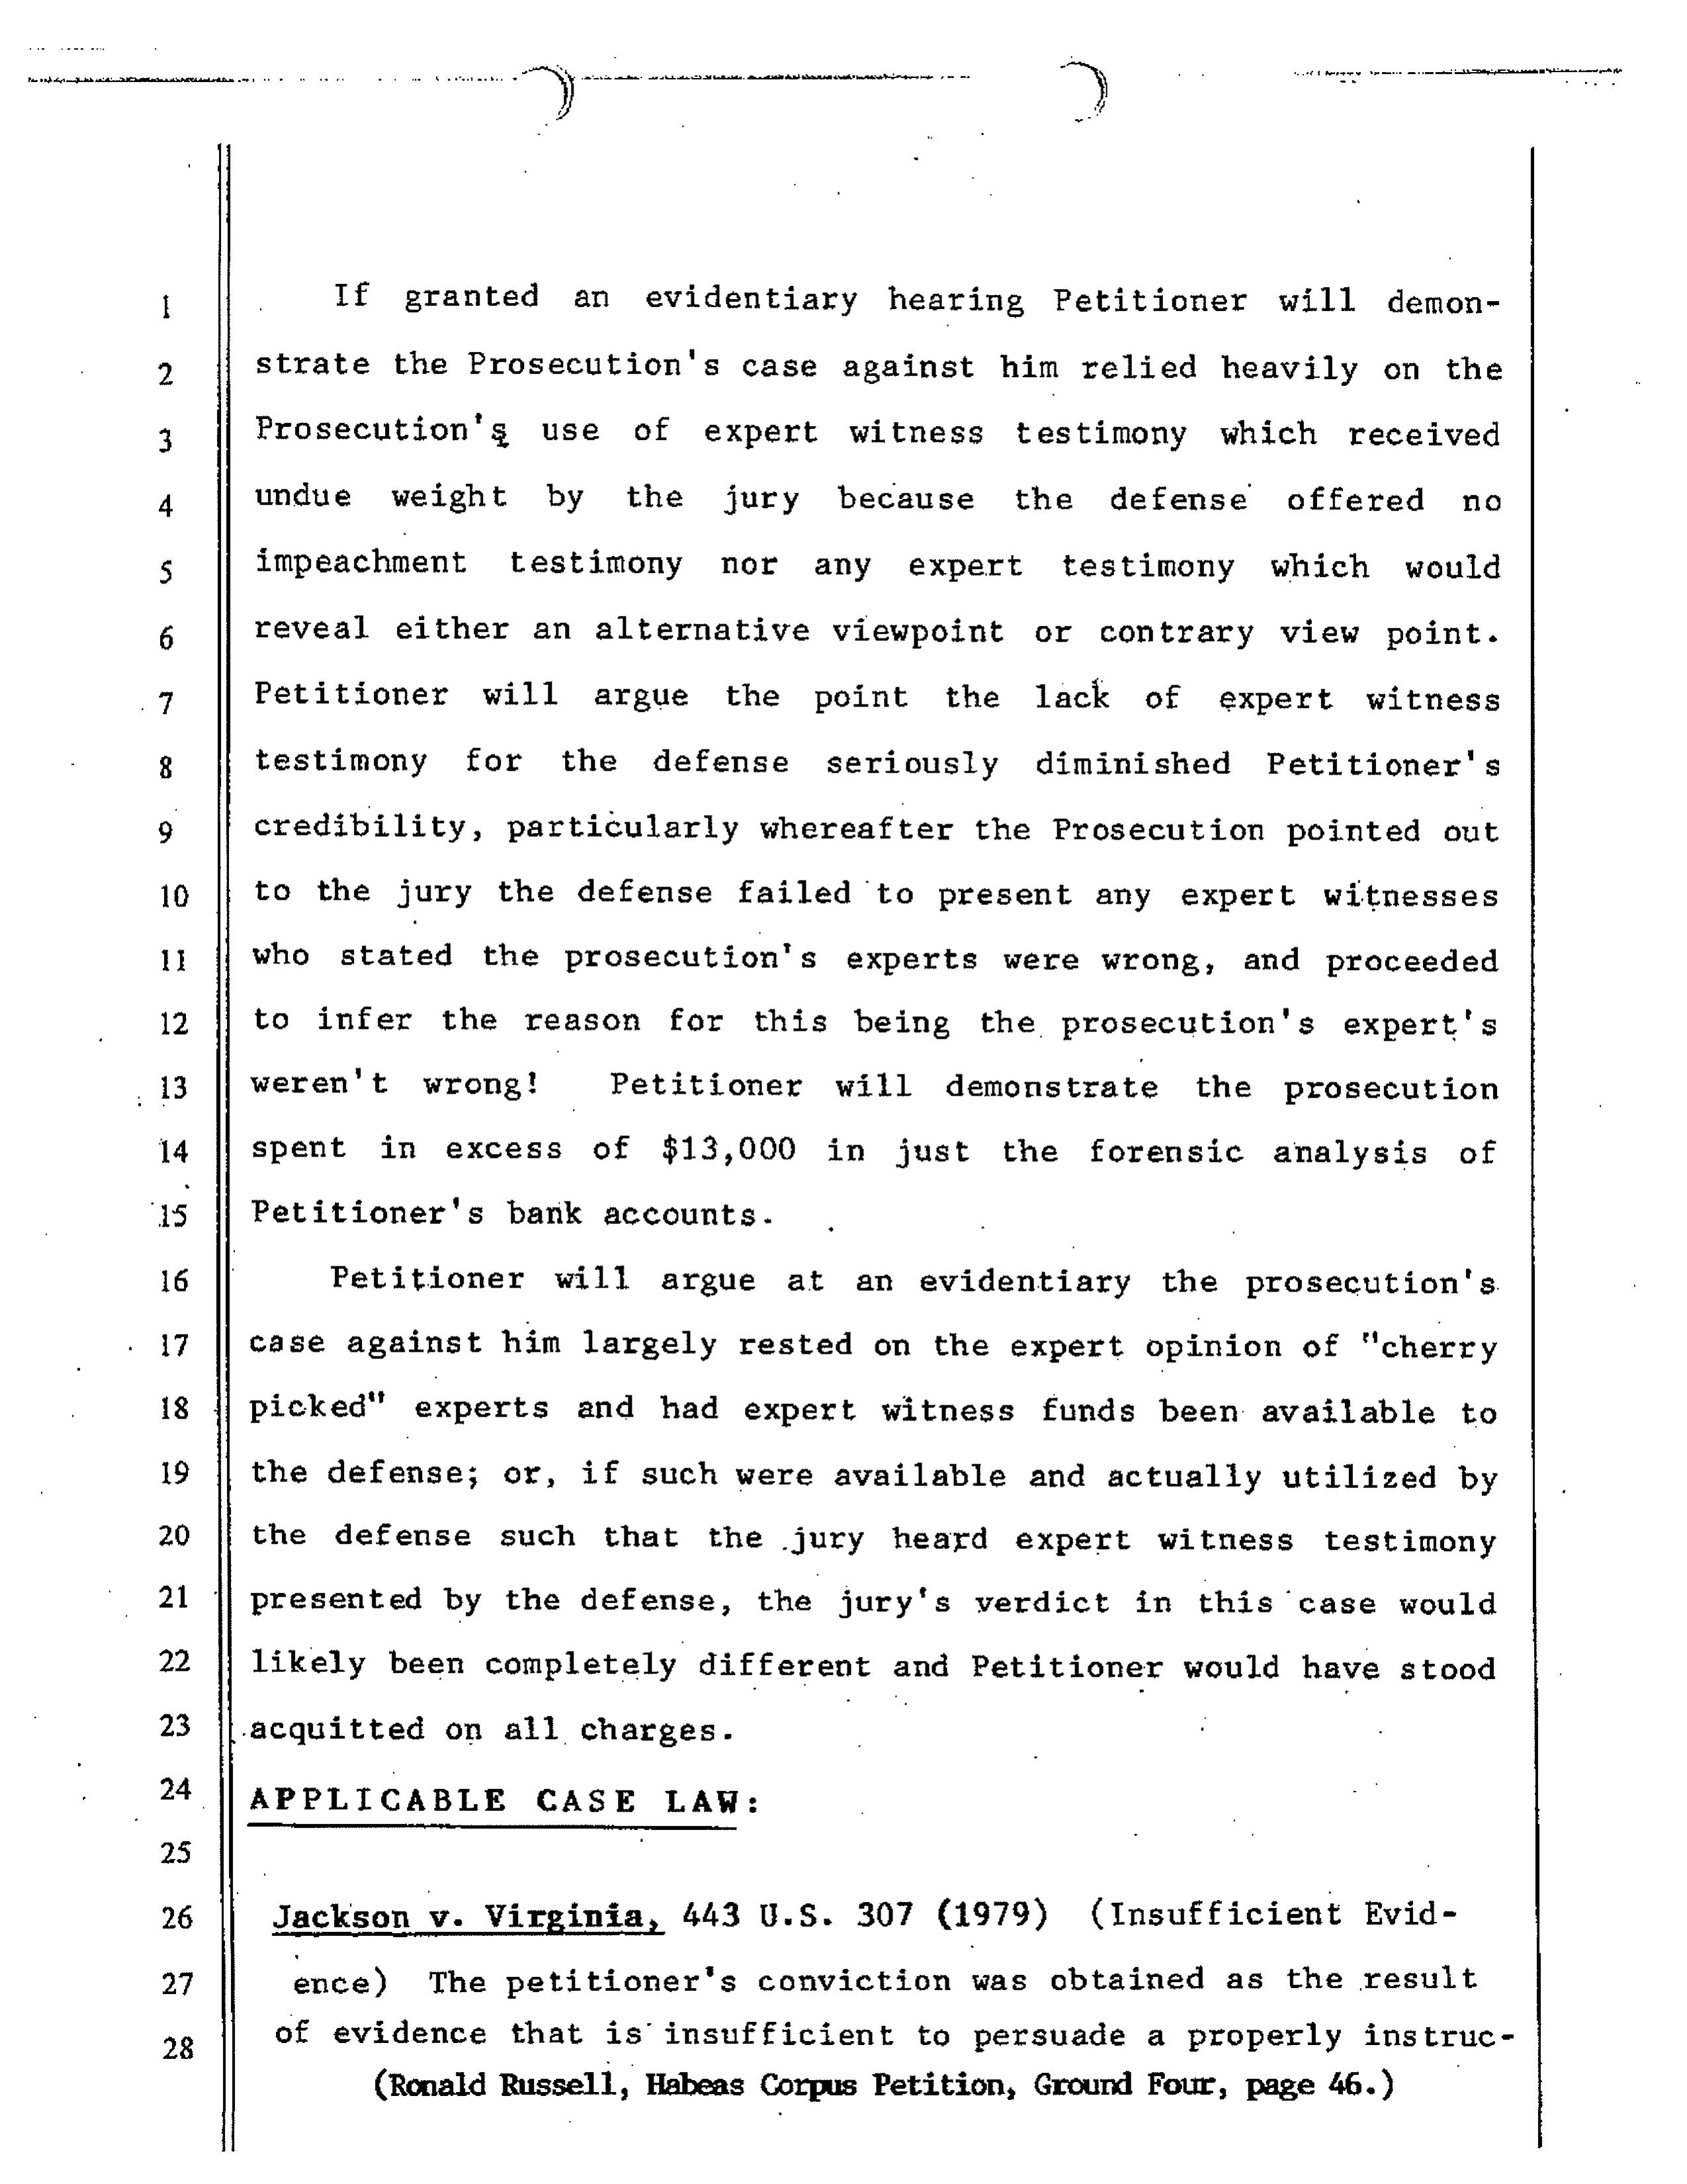 1 If granted an evidentiary hearing Petitioner will demon-
2 strate the Prosecution's case against him relied heavily on the
3 Prosecution's use of expert witness testimony which received
4 undue weight by the jury because the defense offered no
5 impeachment testimony nor any expert testimony which would
6 reveal either an alternative viewpoint or contrary view point.
7 Petitioner will argue the point the lack of expert witness
8 testimony for the defense seriously diminished Petitioner's
9 credibility, particularly whereafter the Prosecution pointed out
10 to the jury the defense failed to present any expert witnesses
11 who stated the prosecution's experts were wrong, and proceeded
12 to infer the reason for this being the prosecution's expert's
13 weren't wrong! Petitioner will demonstrate the prosecution
14 spent in excess of $13,000 in just the forensic analysis of
15 Petitioner's bank accounts.
16 Petitioner will argue at an evidentiary the prosecution's
17 case against him largely rested on the expert opinion of "cherry
18 picked" experts and had expert witness funds been available to
19 the defense; or, if such were available and actually utilized by
20 the defense such that the jury heard expert witness testimony
21 presented by the defense, the jury's verdict in this case would
22 likely been completely different and Petitioner would have stood
23 acquitted on all charges.
24 APPLICABLE CASE LAW:
25
26 Jackson v. Virginia, 443 U.S. 307 (1979) (Insufficient Evid-
27 ence) The petitioner's conviction was obtained as the result
28 of evidence that is insufficient to persuade a properly instruc-
(Ronald Russell, Habeas Corpus Petition, Ground Four, page 46.)